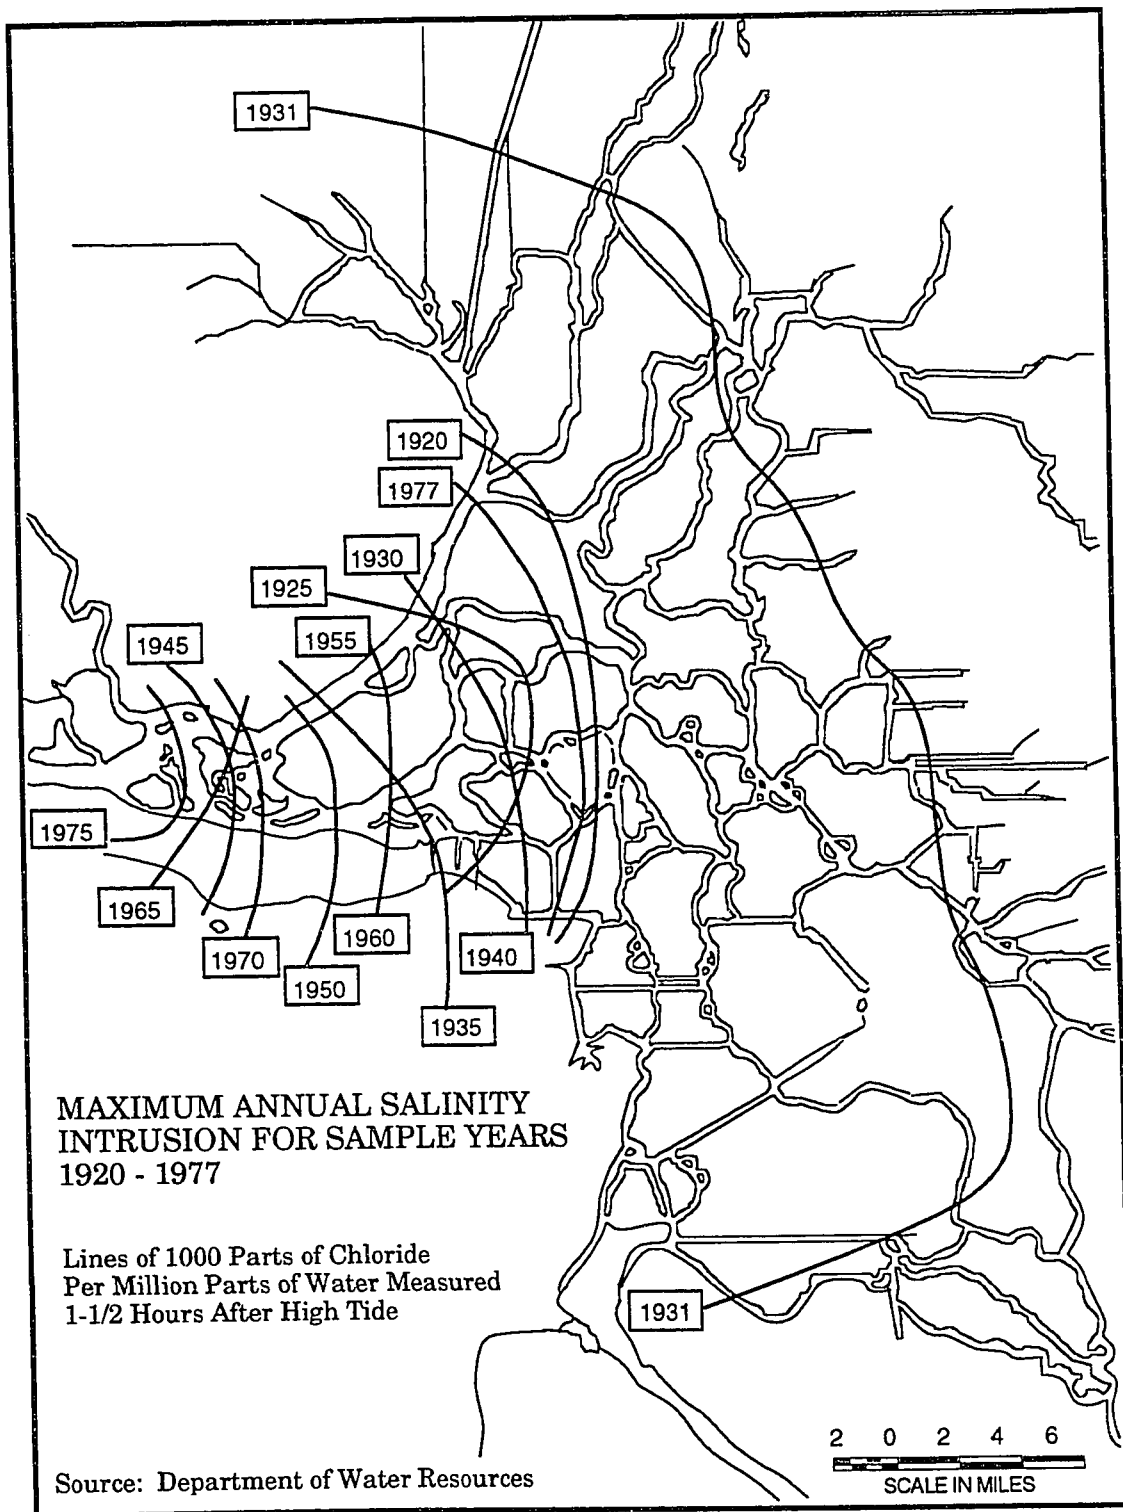 1931
1920
1977
1930
1925
1955
1945
1975
1965
1960
1970
1940
1950
1935
MAXIMUM ANNUAL SALINITY
INTRUSION FOR SAMPLE YEARS
1920 - 1977
Lines of 1000 Parts of Chloride
Per Million Parts of Water Measured
1-1/2 Hours After High Tide
1931
2 0 2 4 6
SCALE IN MILES
Source: Department of Water Resources